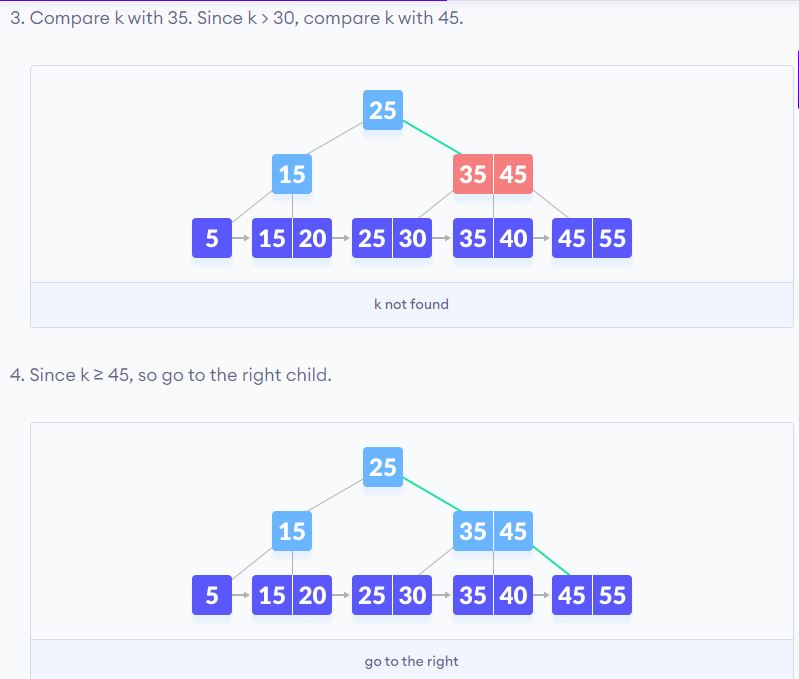 3. Compare k with 35. Since k > 30, compare k with 45.
25
15 35 45
5 15 20 25 30 35 40 45 55
k not found
4. Since k ≥ 45, so go to the right child.
25
15 35 45
5 15 20 25 30 35 40 45 55
go to the right